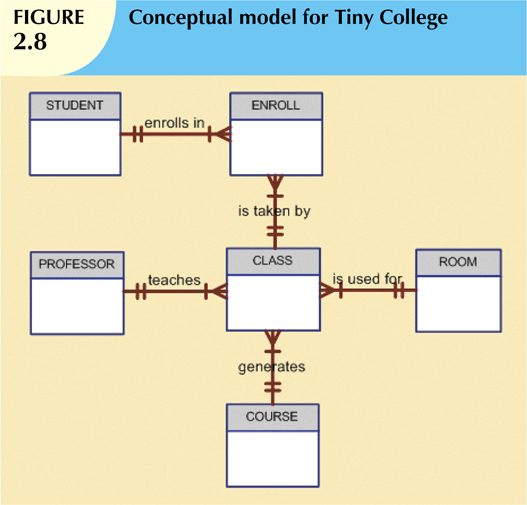 FIGURE
2.8
Conceptual model for Tiny College
STUDENT
enrolls in
ENROLL
is taken by
PROFESSOR
teaches
CLASS
is used for
ROOM
generates
COURSE